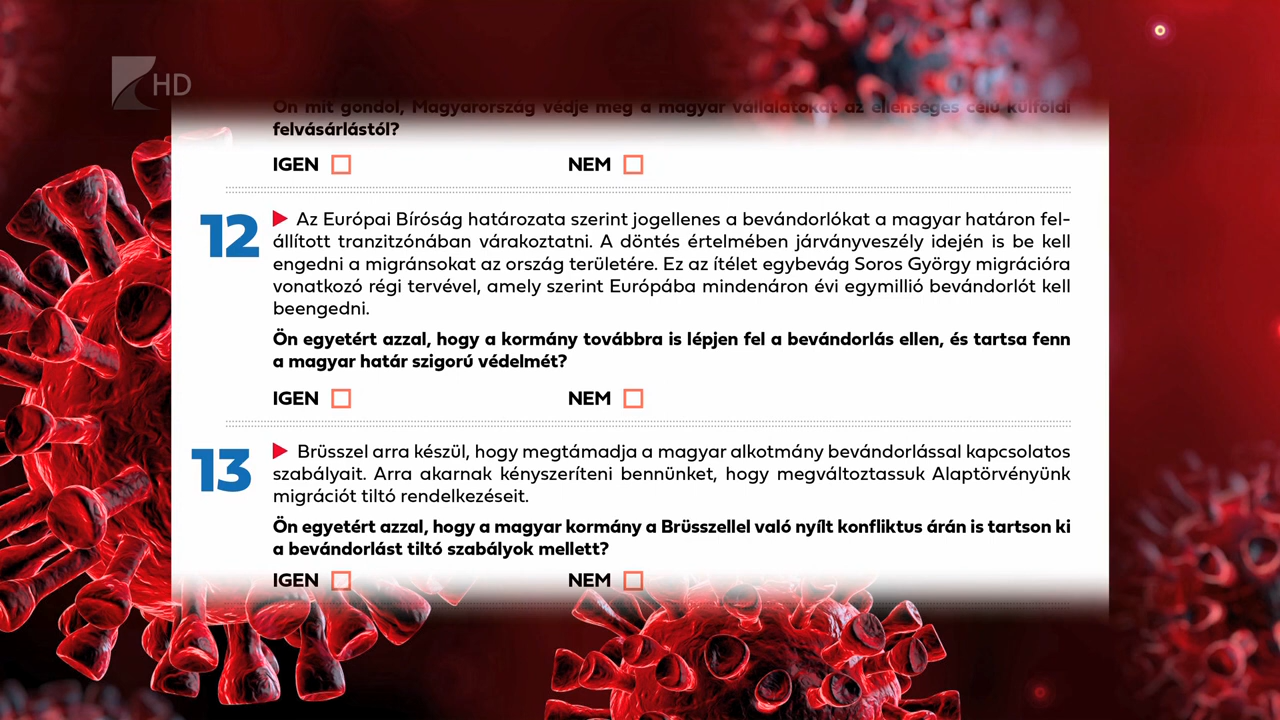 HD
Ön mit gondol, Magyarország védje meg a magyar vállalatokat az ellenséges célú külföldi
felvásárlástól?
IGEN NEM
12 Az Európai Bíróság határozata szerint jogellenes a bevándorlókat a magyar határon fel-
állított tranzitzónában várakoztatni. A döntés értelmében járványveszély idején is be kell
engedni a migránsokat az ország területére. Ez az ítélet egybevág Soros György migrációra
vonatkozó régi tervével, amely szerint Európába mindenáron évi egymillió bevándorlót kell
beengedni.
Ön egyetért azzal, hogy a kormány továbbra is lépjen fel a bevándorlás ellen, és tartsa fenn
a magyar határ szigorú védelmét?
IGEN NEM
13 Brüsszel arra készül, hogy megtámadja a magyar alkotmány bevándorlással kapcsolatos
szabályait. Arra akarnak kényszeríteni bennünket, hogy megváltoztassuk Alaptörvényünk
migrációt tiltó rendelkezéseit.
Ön egyetért azzal, hogy a magyar kormány a Brüsszellel való nyílt konfliktus árán is tartson ki
a bevándorlást tiltó szabályok mellett?
IGEN NEM